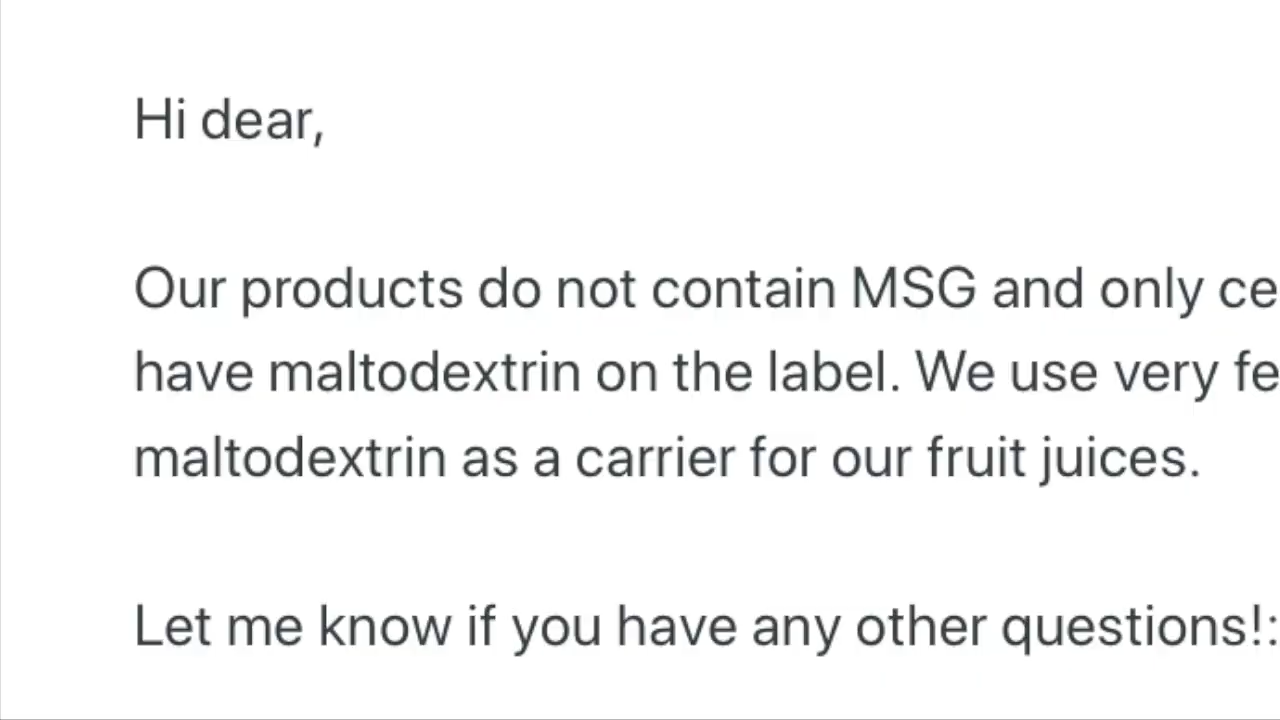 Hi dear,
Our products do not contain MSG and only ce
have maltodextrin on the label. We use very fe
maltodextrin as a carrier for our fruit juices.
Let me know if you have any other questions!: